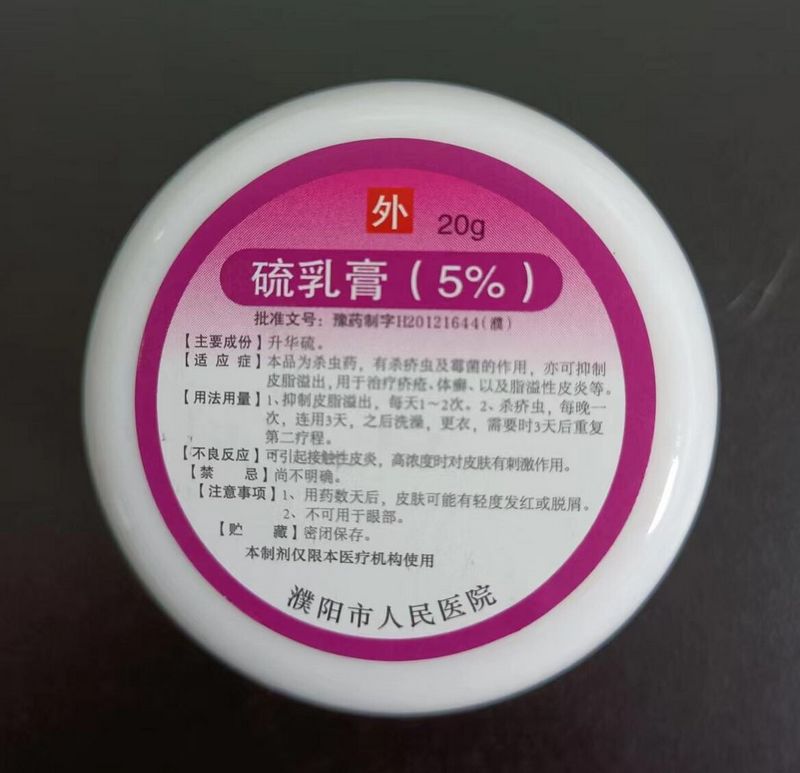 外 20g
硫乳膏(5%)
批准文号:豫药制字H20121644(濮)
【主要成份】升华硫。
【适应症】本品为杀虫药,有杀疥虫及霉菌的作用,亦可抑制
皮脂溢出,用于治疗疥疮、体癣、以及脂溢性皮炎等。
【用法用量】1、抑制皮脂溢出,每天1~2次。2、杀疥虫,每晚一
次,连用3天,之后洗澡,更衣,需要时3天后重复
第二疗程。
【不良反应】可引起接触性皮炎,高浓度时对皮肤有刺激作用。
【禁 忌】尚不明确。
【注意事项】1、用药数天后,皮肤可能有轻度发红或脱屑。
2、不可用于眼部。
【贮 藏】密闭保存。
本制剂仅限本医疗机构使用
濮阳市人民医院